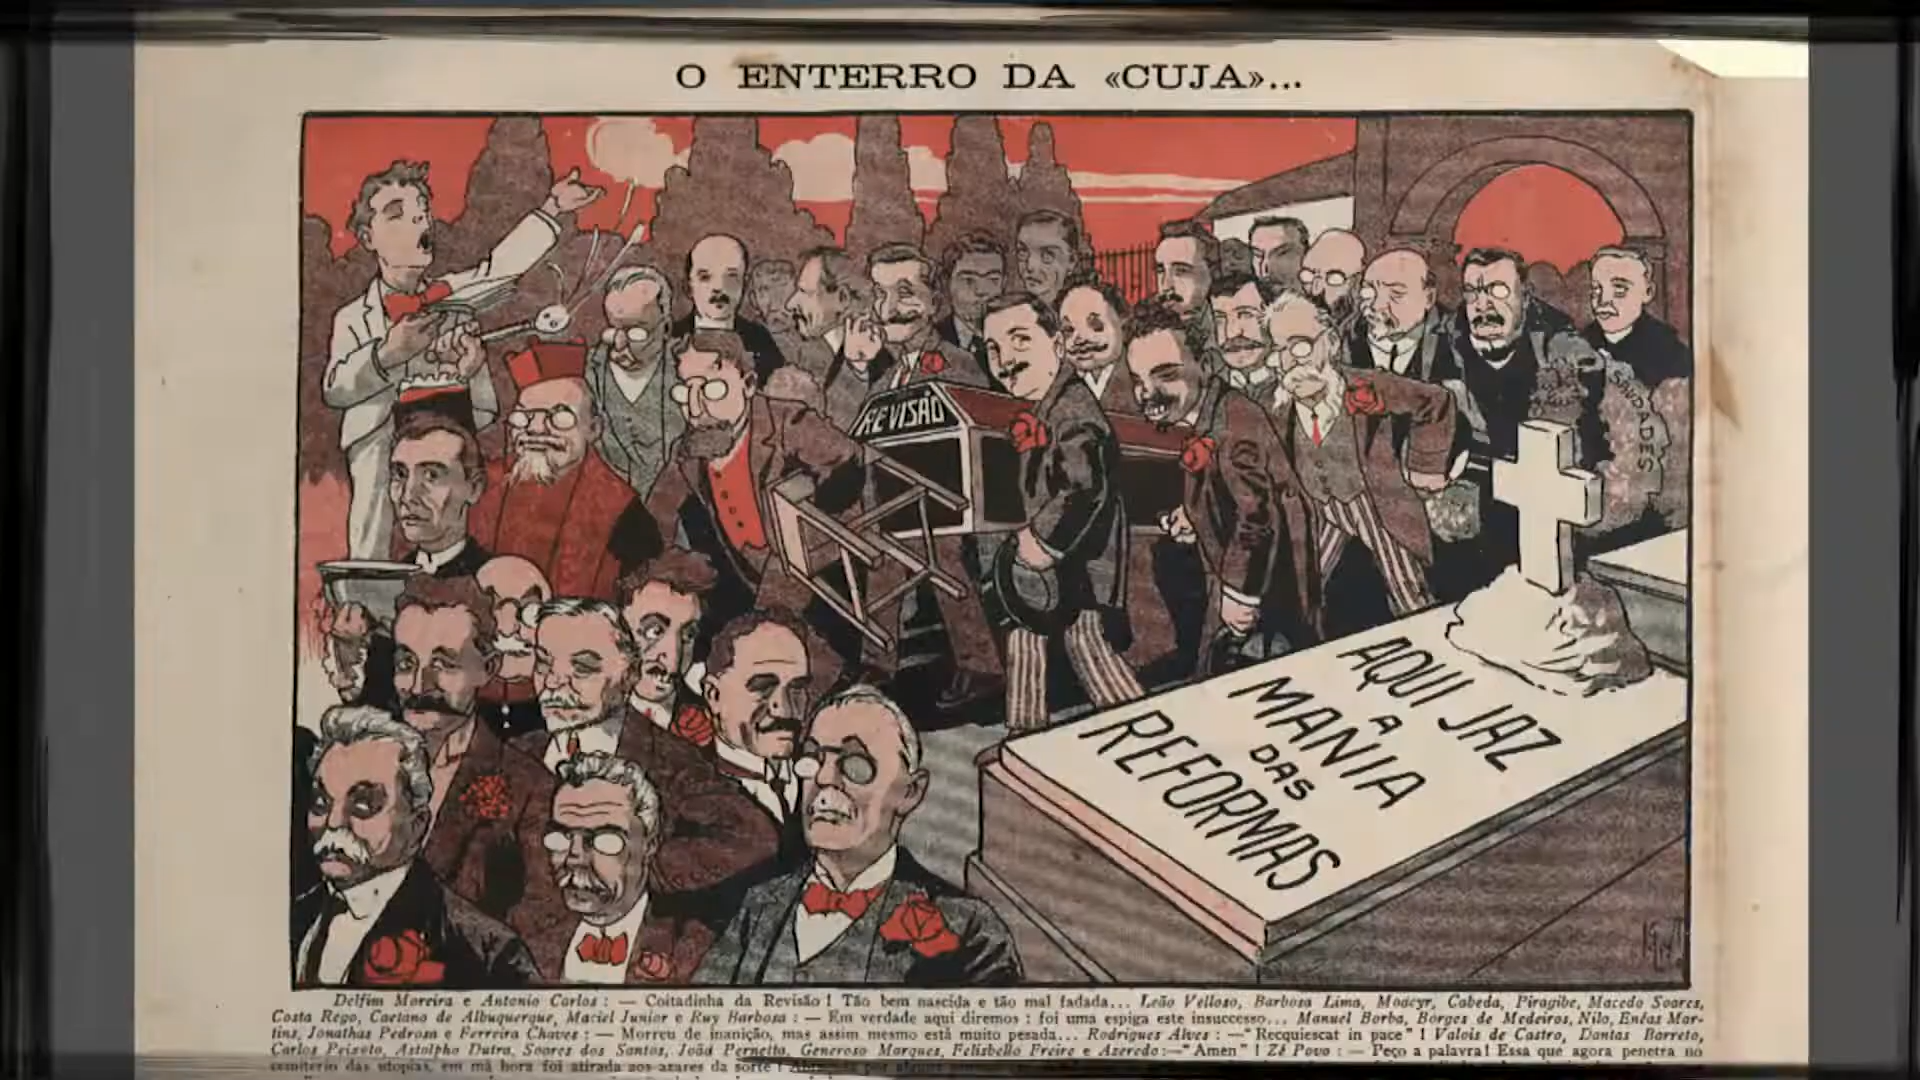 O ENTERRO DA «CUJA»...
REVISÃO
SAUDADES
AQUI JAZ
A
MANIA
DAS
REFORMAS
Delfim Moreira e Antonio Carlos : — Coitadinha da Revisão ! Tão bem nascida e tão mal fadada... Leão Velloso, Barbosa Lima, Moacyr, Cabeda, Piragibe, Macedo Soares,
Costa Rego, Caetano de Albuquerque, Maciel Junior e Ruy Barbosa : — Em verdade aqui diremos : foi uma espiga este insuccesso... Manuel Borba, Borges de Medeiros, Nilo, Enéas Mar-
tins, Jonathas Pedrosa e Ferreira Chaves : — Morreu de inanição, mas assim mesmo está muito pesada... Rodrigues Alves : —"Recquiescat in pace" ! Valois de Castro, Dantas Barreto,
Carlos Peixoto, Astolpho Dutra, Soares dos Santos, João Pernetta, Generoso Marques, Felisbello Freire e Azeredo:—"Amen" ! Zé Povo : — Peço a palavra! Essa que agora penetra no
cemiterio das utopias, em má hora foi atirada aos azares da sorte !